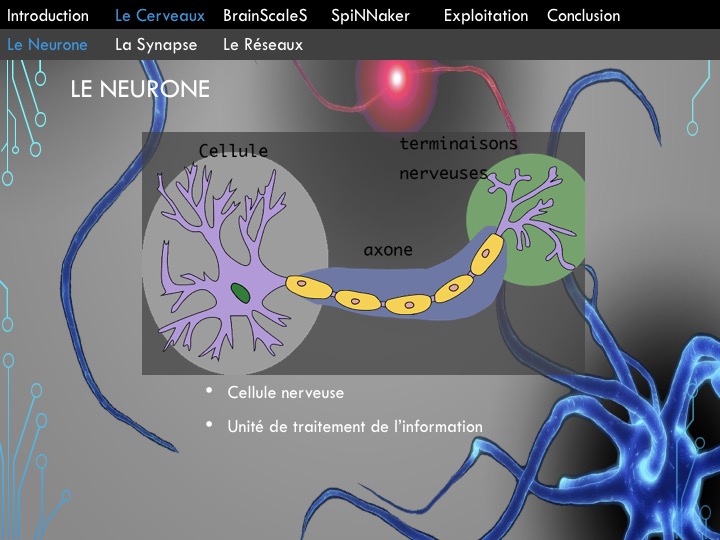 Introduction Le Cerveaux BrainScaleS SpiNNaker Exploitation Conclusion
Le Neurone La Synapse Le Réseaux
LE NEURONE
Cellule
terminaisons
nerveuses
axone
• Cellule nerveuse
• Unité de traitement de l'information